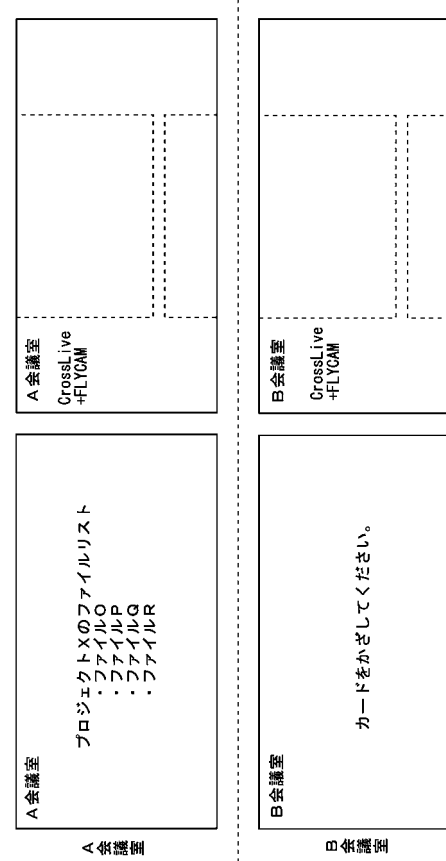 A会議室
A会議室
プロジェクトXのファイルリスト
・ファイルO
・ファイルP
・ファイルQ
・ファイルR
A会議室
CrossLive
+FLYCAM
B会議室
B会議室
カードをかざしてください。
B会議室
CrossLive
+FLYCAM